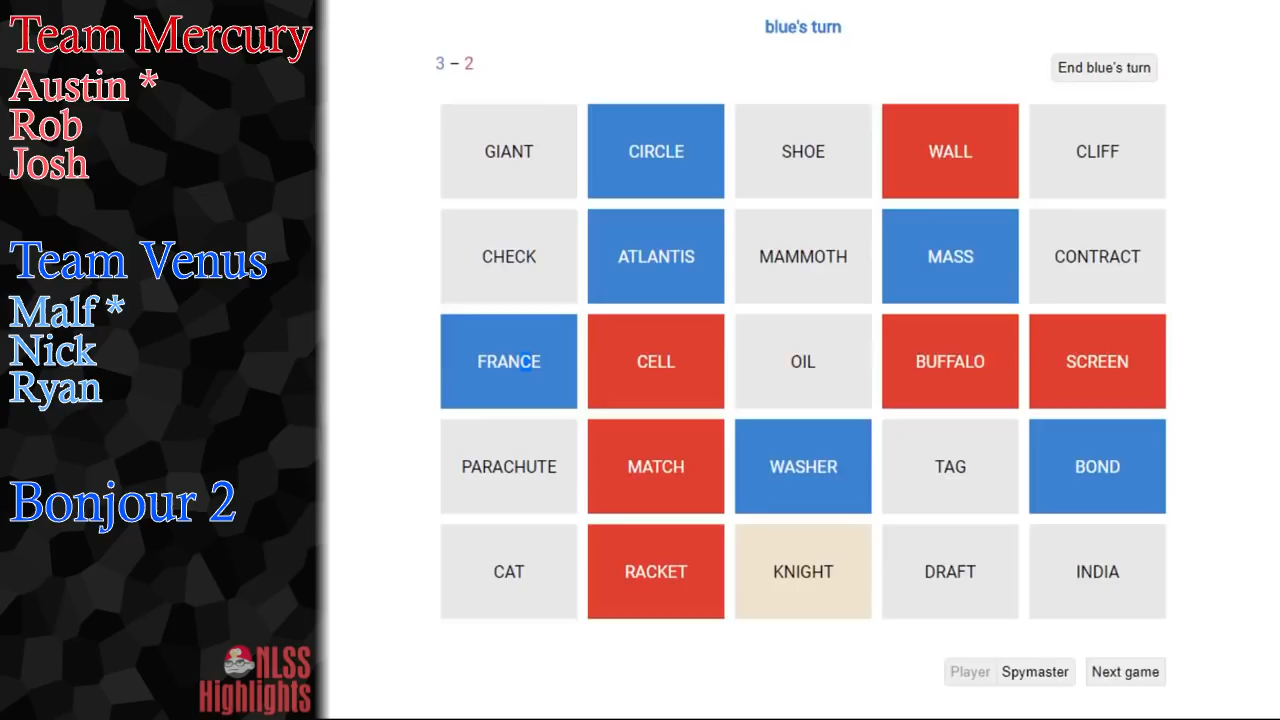 Team Mercury
Austin *
Rob
Josh
Team Venus
Malf *
Nick
Ryan
Bonjour 2
NLSS
Highlights
blue's turn
3 – 2
End blue's turn
GIANT CIRCLE SHOE WALL CLIFF
CHECK ATLANTIS MAMMOTH MASS CONTRACT
FRANCE CELL OIL BUFFALO SCREEN
PARACHUTE MATCH WASHER TAG BOND
CAT RACKET KNIGHT DRAFT INDIA
Player Spymaster Next game